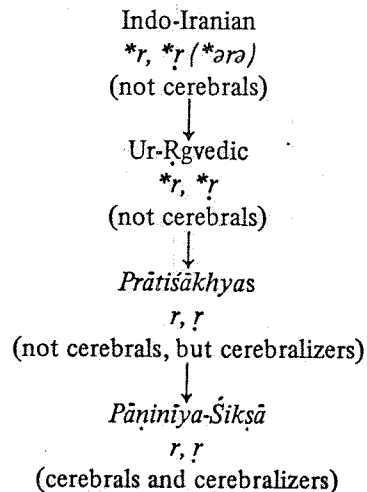 Indo-Iranian
*r, *ṛ (*ərə)
(not cerebrals)
Ur-Ṛgvedic
*r, *ṛ
(not cerebrals)
Prātiśākhyas
r, ṛ
(not cerebrals, but cerebralizers)
Pāṇinīya-Śikṣā
r, ṛ
(cerebrals and cerebralizers)